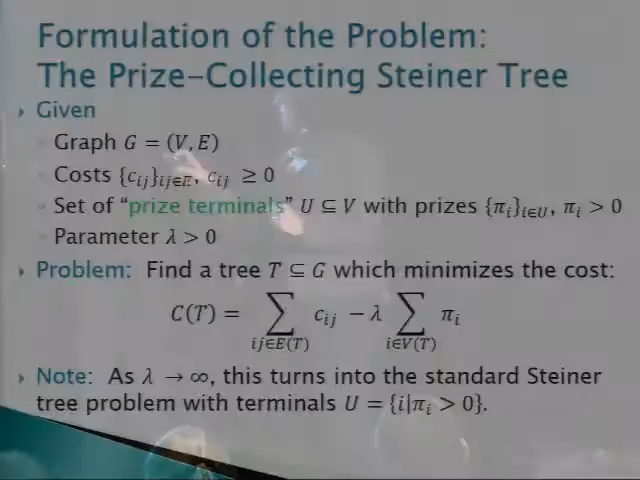 Formulation of the Problem:
The Prize-Collecting Steiner Tree
Given
Graph G = (V, E)
Costs {c_ij}_ij∈E, c_ij ≥ 0
Set of "prize terminals" U ⊆ V with prizes {π_i}_i∈U, π_i > 0
Parameter λ > 0
Problem: Find a tree T ⊆ G which minimizes the cost:
C(T) = ∑_ij∈E(T) c_ij − λ ∑_i∈V(T) π_i
Note: As λ → ∞, this turns into the standard Steiner
tree problem with terminals U = {i|π_i > 0}.